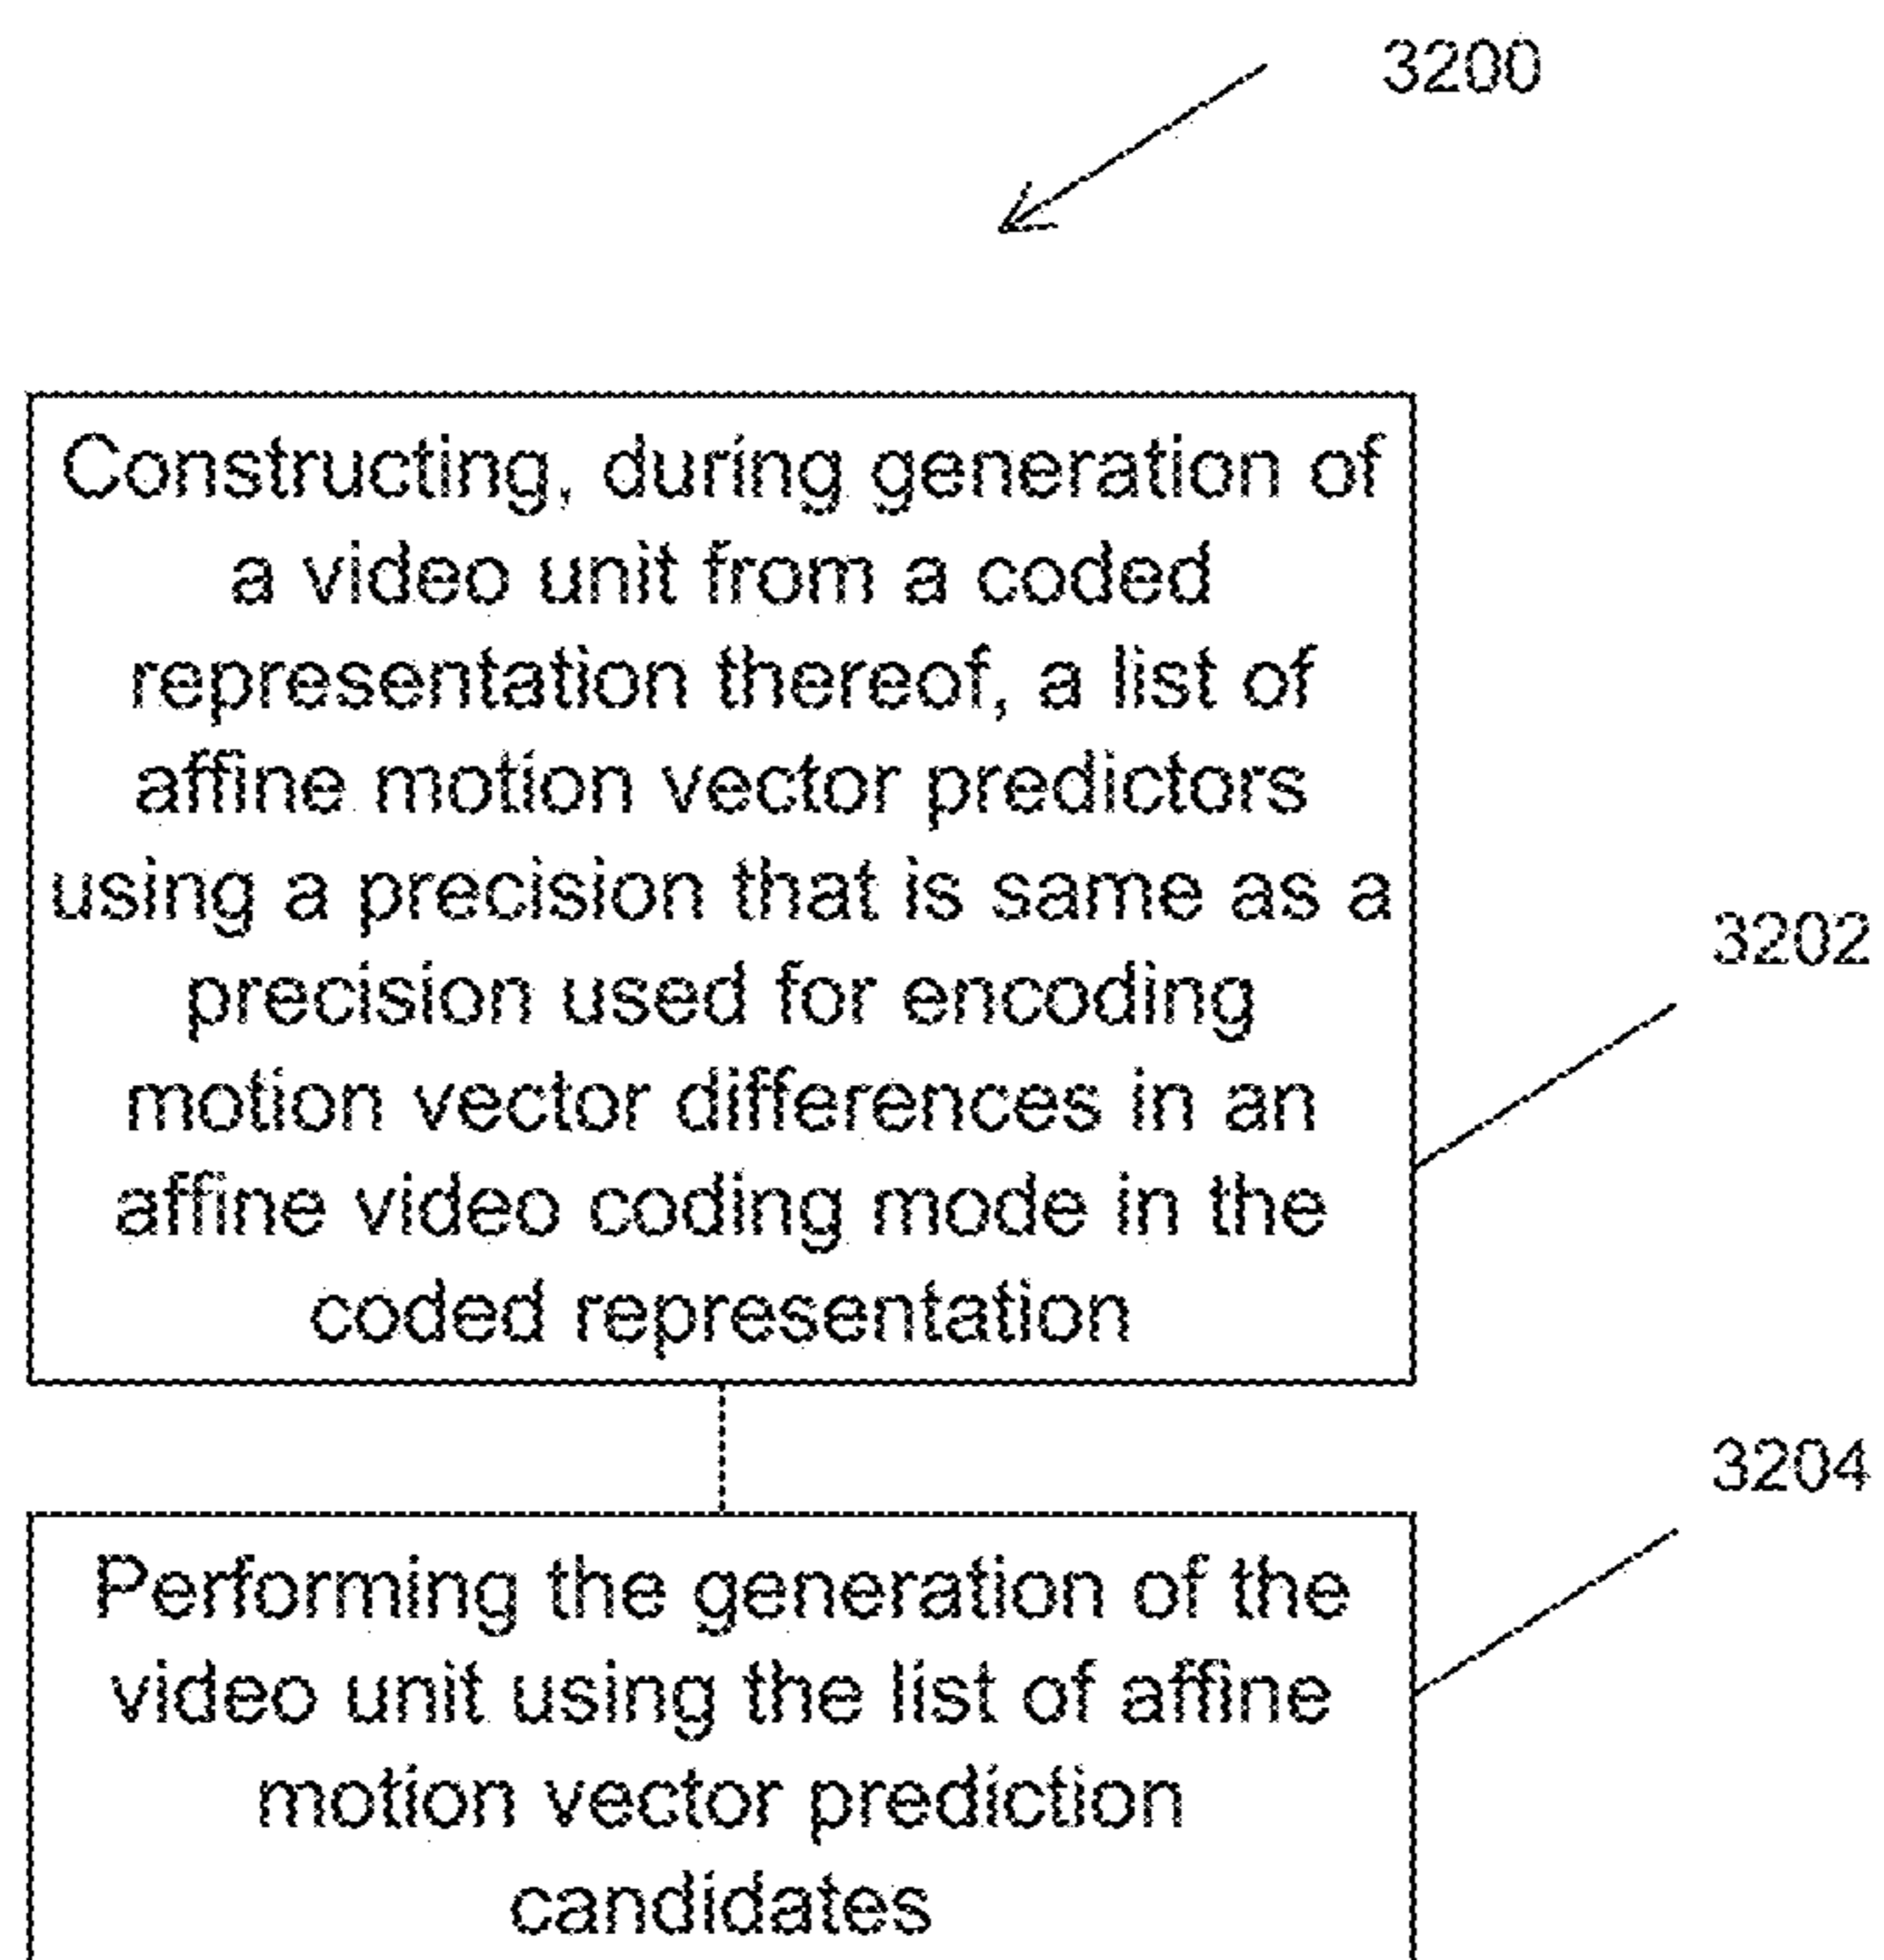 3200
Constructing, during generation of
a video unit from a coded
representation thereof, a list of
affine motion vector predictors
using a precision that is same as a
precision used for encoding
motion vector differences in an
affine video coding mode in the
coded representation
3202
3204
Performing the generation of the
video unit using the list of affine
motion vector prediction
candidates